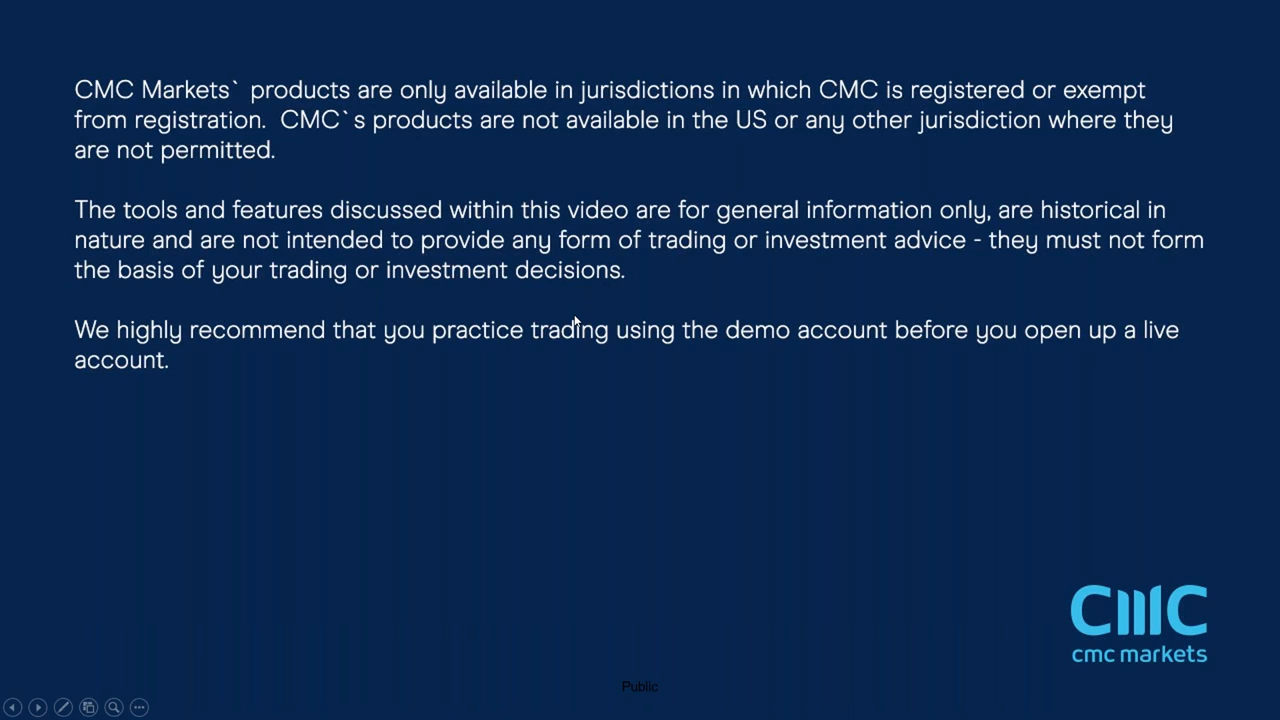 CMC Markets` products are only available in jurisdictions in which CMC is registered or exempt
from registration.  CMC`s products are not available in the US or any other jurisdiction where they
are not permitted.
The tools and features discussed within this video are for general information only, are historical in
nature and are not intended to provide any form of trading or investment advice - they must not form
the basis of your trading or investment decisions.
We highly recommend that you practice trading using the demo account before you open up a live
account.
CMC
cmc markets
Public